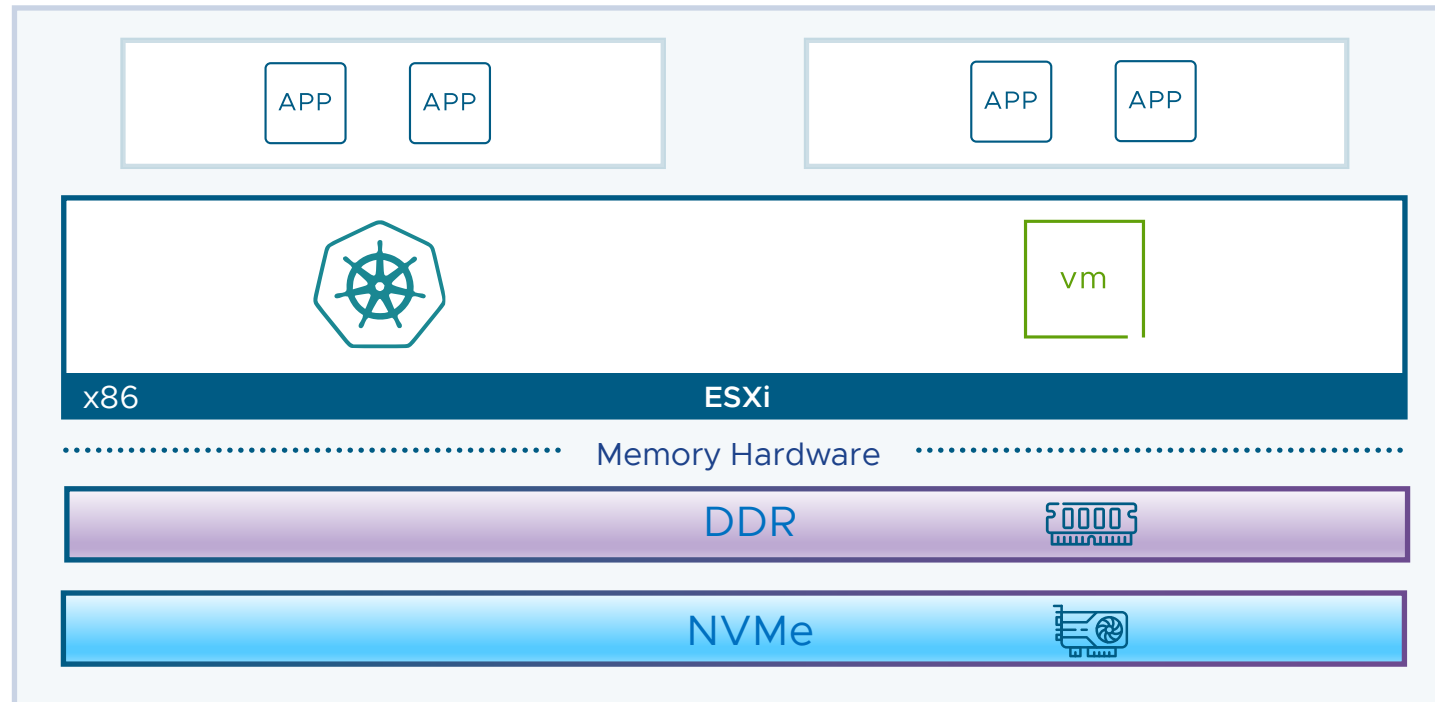 APP APP APP APP
vm
x86 ESXi
Memory Hardware
DDR
NVMe